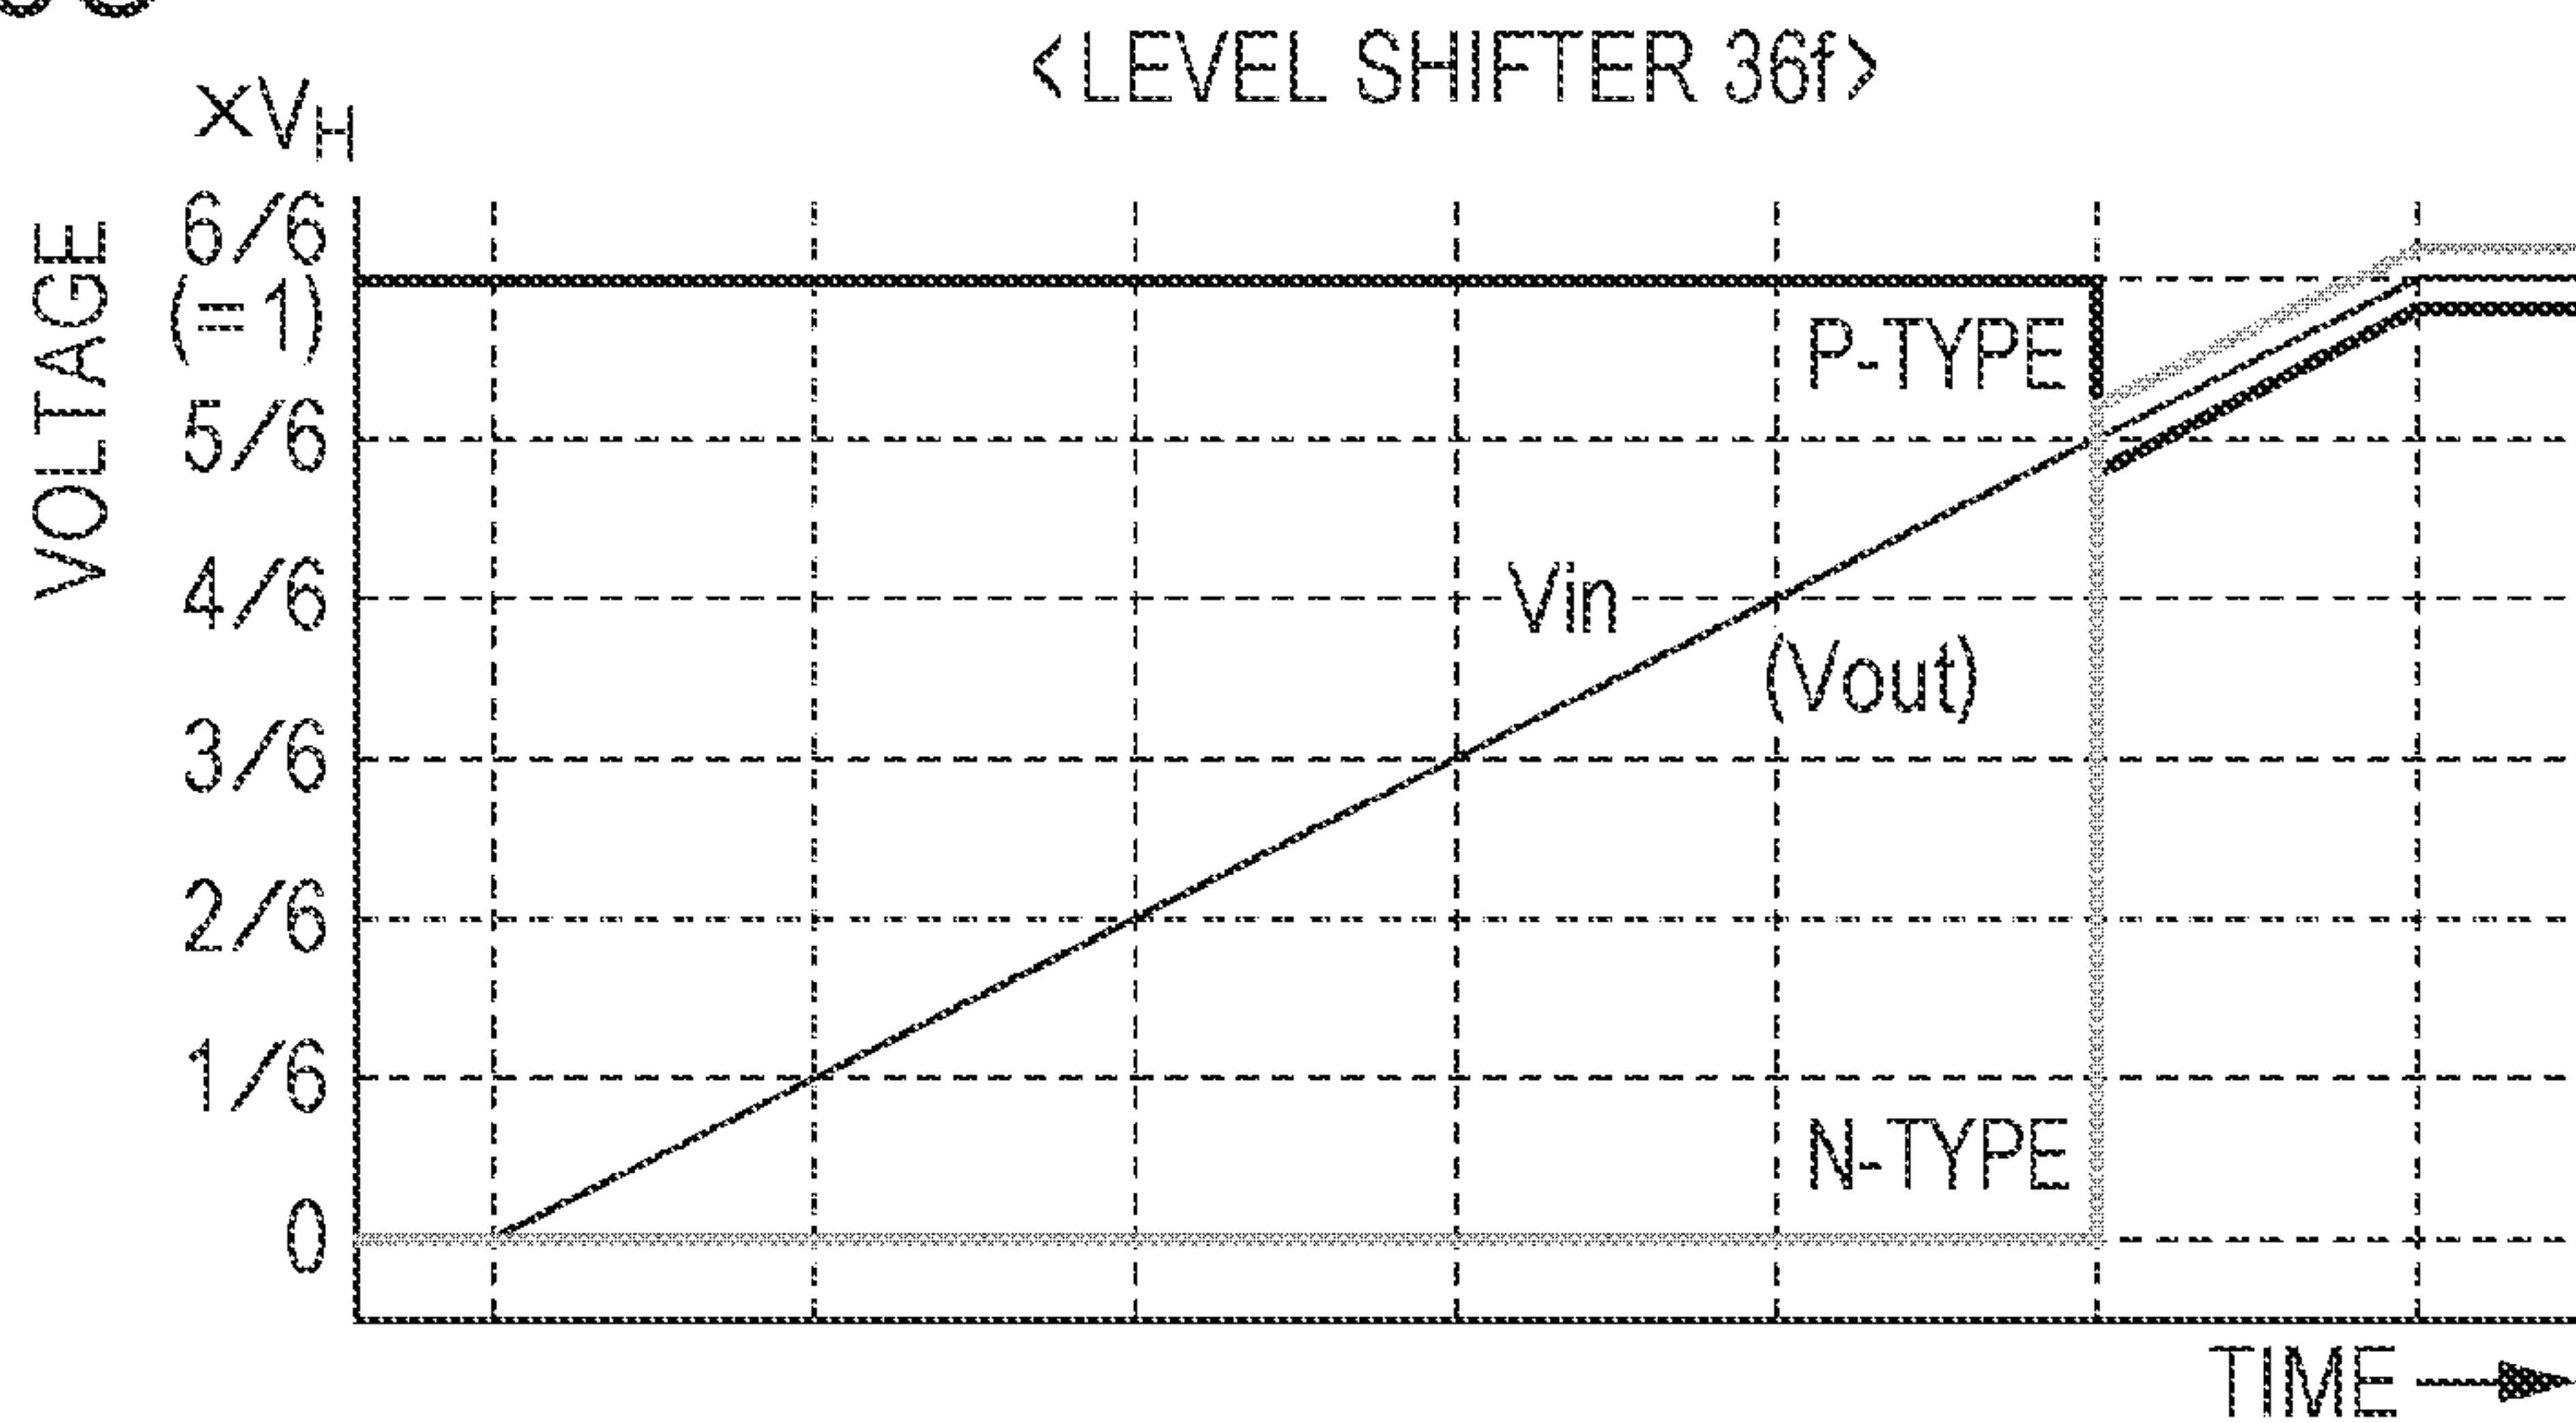 <LEVEL SHIFTER 36f>
×VH
VOLTAGE
6/6
(=1)
5/6
4/6
3/6
2/6
1/6
0
P-TYPE
Vin
(Vout)
N-TYPE
TIME